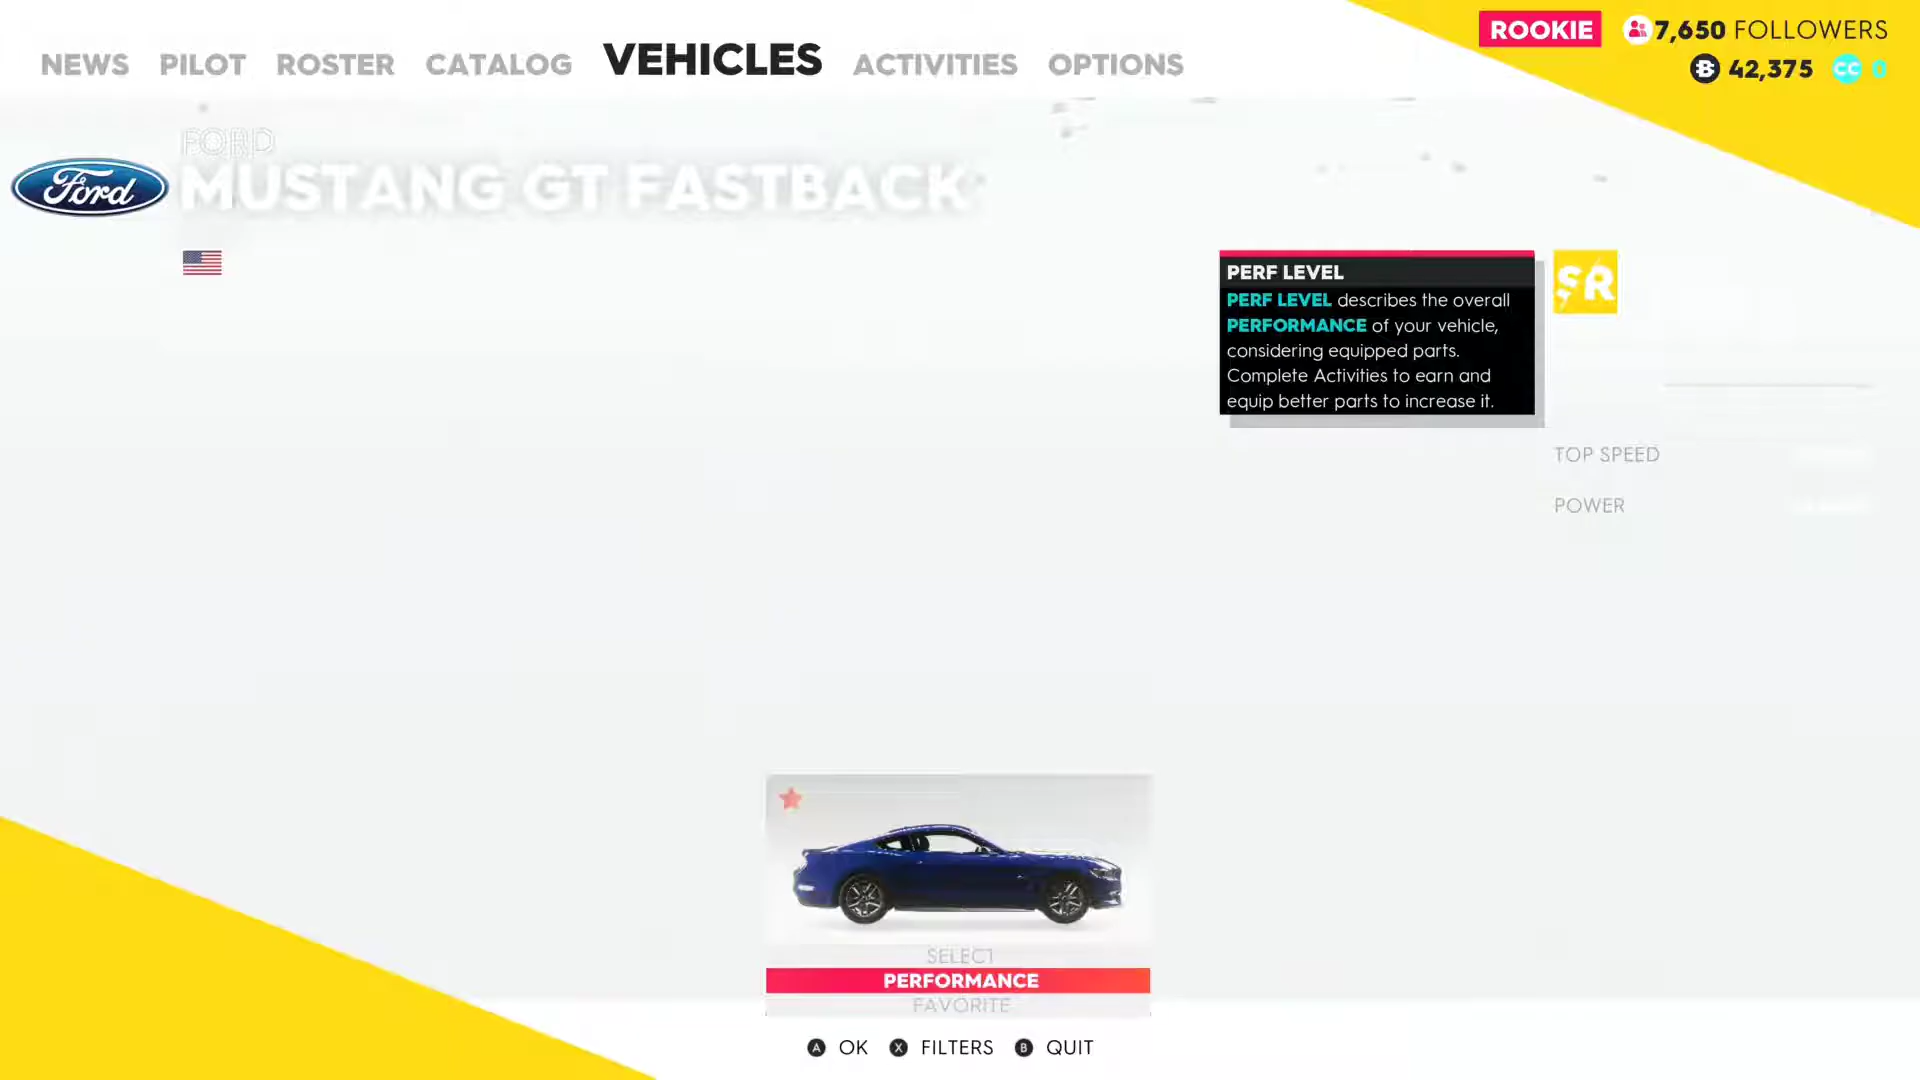 ROOKIE 7,650 FOLLOWERS
NEWS PILOT ROSTER CATALOG VEHICLES ACTIVITIES OPTIONS
42,375 CC 0
FORD
Ford MUSTANG GT FASTBACK
PERF LEVEL
SR
PERF LEVEL describes the overall
PERFORMANCE of your vehicle,
considering equipped parts.
Complete Activities to earn and
equip better parts to increase it.
TOP SPEED
POWER
SELECT
PERFORMANCE
FAVORITE
A OK X FILTERS B QUIT